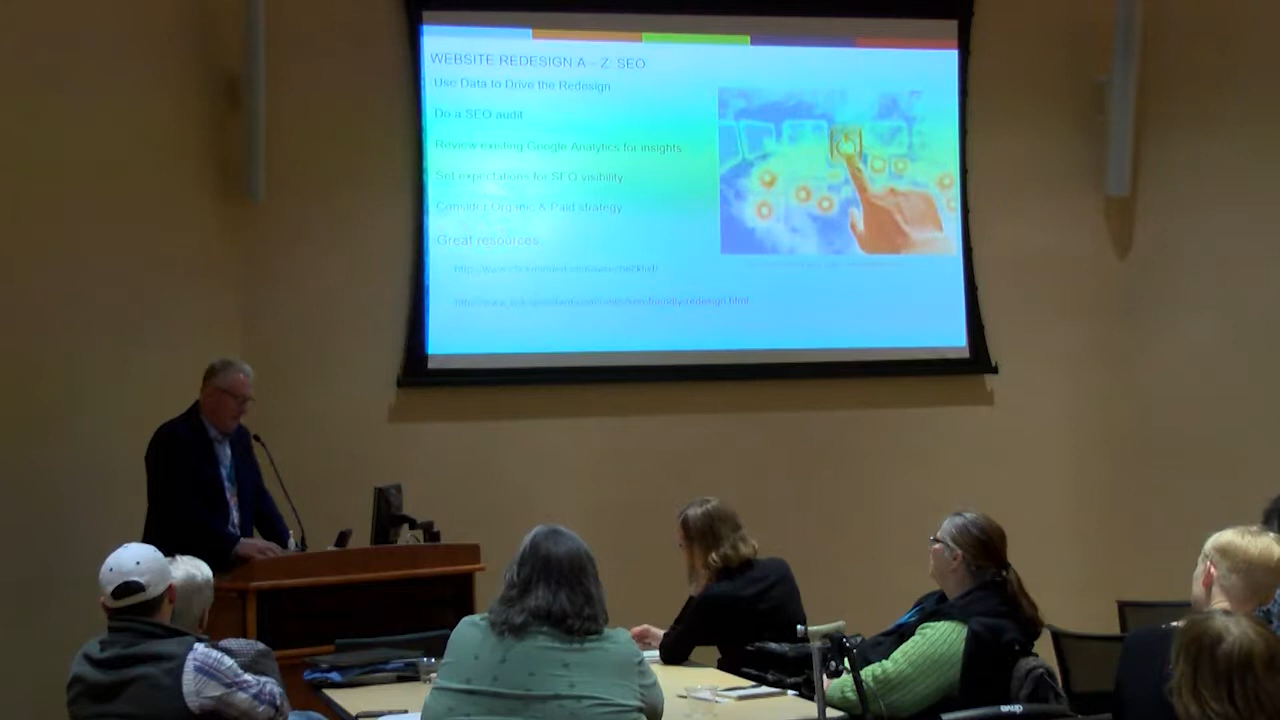 WEBSITE REDESIGN A – Z: SEO
Use Data to Drive the Redesign
Do a SEO audit
Review existing Google Analytics for insights
Set expectations for SEO visibility
Consider Organic & Paid strategy
Great resources
drive